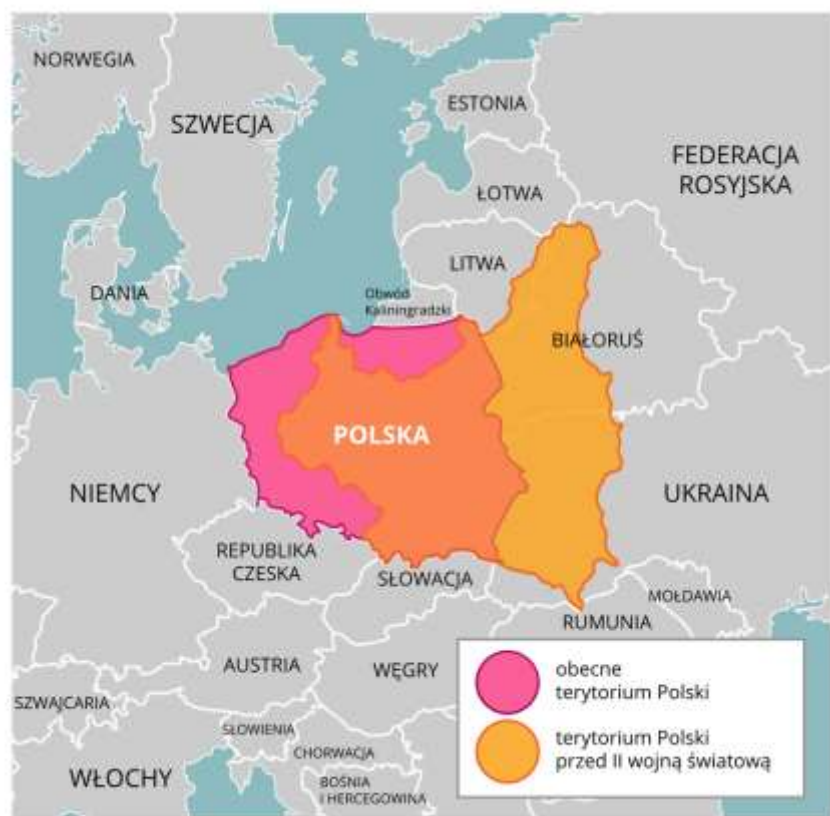 NORWEGIA
SZWECJA
ESTONIA
FEDERACJA
ROSYJSKA
ŁOTWA
LITWA
DANIA
Obwód
Kaliningradzki
BIAŁORUŚ
POLSKA
NIEMCY
UKRAINA
REPUBLIKA
CZESKA
SŁOWACJA
MOŁDAWIA
RUMUNIA
AUSTRIA
WĘGRY
SZWAJCARIA
SŁOWIENIA
CHORWACJA
WŁOCHY
BOŚNIA
I HERCEGOWINA
obecne
terytorium Polski
terytorium Polski
przed II wojną światową